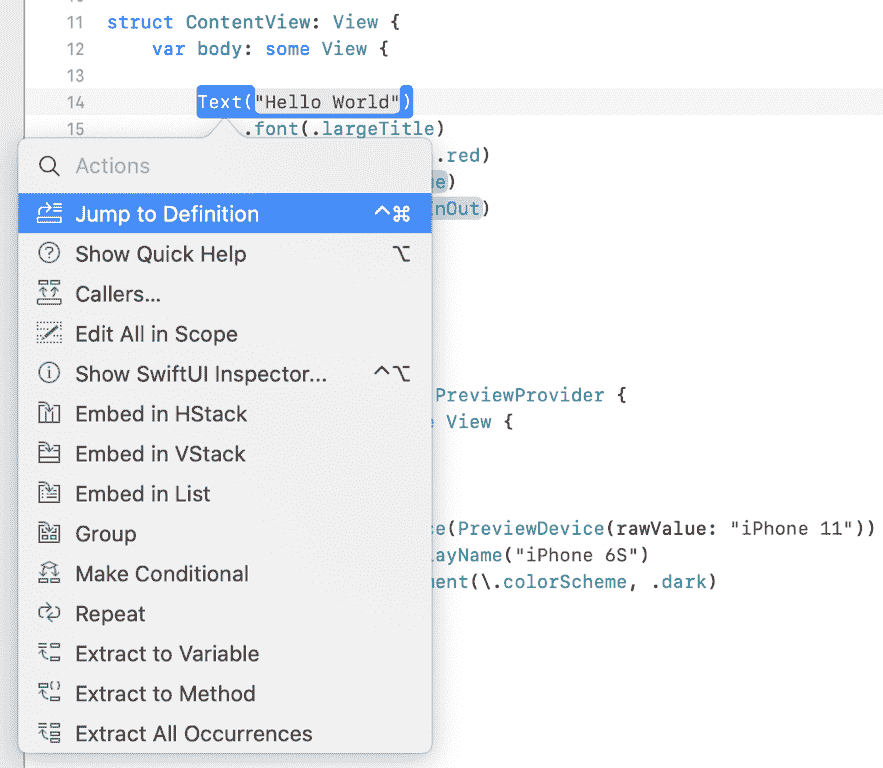 11 struct ContentView: View {
12 var body: some View {
13
14 Text("Hello World")
15 .font(.largeTitle)
.red)
)
)
Actions
Jump to Definition ^⌘
Show Quick Help ⌥
Callers...
Edit All in Scope
Show SwiftUI Inspector... ^⌥
Embed in HStack
Embed in VStack
Embed in List
Group
Make Conditional
Repeat
Extract to Variable
Extract to Method
Extract All Occurrences
PreviewProvider {
View {
(PreviewDevice(rawValue: "iPhone 11"))
ayName("iPhone 6S")
ent(\.colorScheme, .dark)